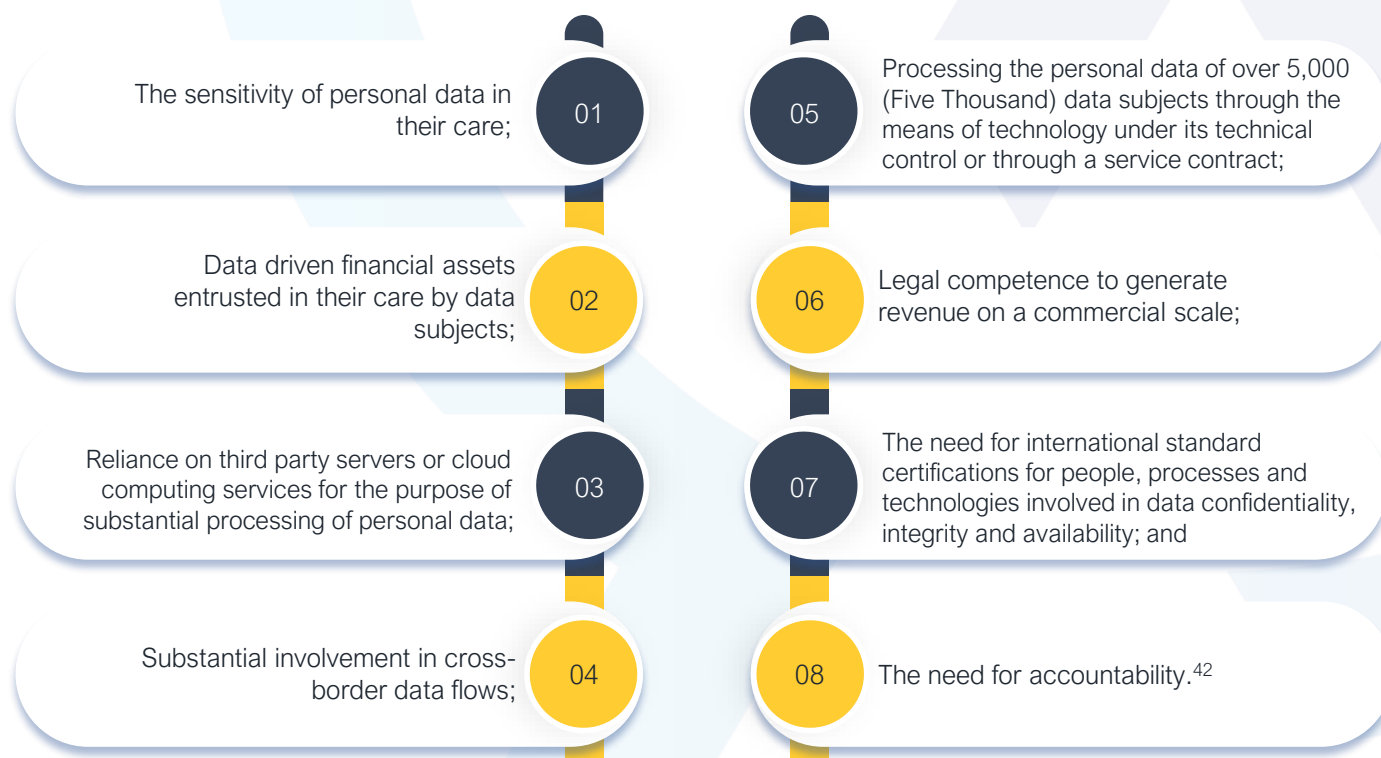 The sensitivity of personal data in
their care;
01
Data driven financial assets
entrusted in their care by data
subjects;
02
Reliance on third party servers or cloud
computing services for the purpose of
substantial processing of personal data;
03
Substantial involvement in cross-
border data flows;
04
05
Processing the personal data of over 5,000
(Five Thousand) data subjects through the
means of technology under its technical
control or through a service contract;
06
Legal competence to generate
revenue on a commercial scale;
07
The need for international standard
certifications for people, processes and
technologies involved in data confidentiality,
integrity and availability; and
08
The need for accountability.⁴²